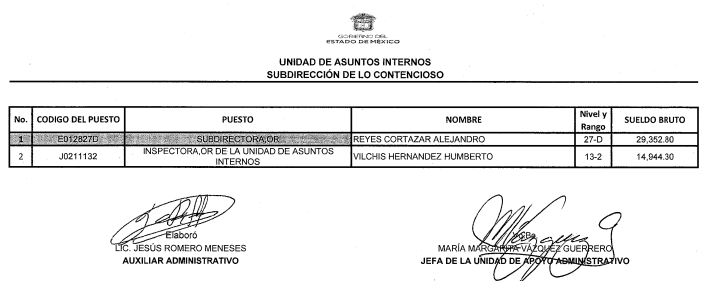 GOBIERNO DEL
ESTADO DE MÉXICO
UNIDAD DE ASUNTOS INTERNOS
SUBDIRECCIÓN DE LO CONTENCIOSO
No. CODIGO DEL PUESTO PUESTO NOMBRE Nivel y Rango SUELDO BRUTO
1 E012827D SUBDIRECTORA,OR REYES CORTAZAR ALEJANDRO 27-D 29,352.80
2 J0211132 INSPECTORA,OR DE LA UNIDAD DE ASUNTOS INTERNOS VILCHIS HERNANDEZ HUMBERTO 13-2 14,944.30
Elaboró
LIC. JESÚS ROMERO MENESES
AUXILIAR ADMINISTRATIVO
MARÍA MARGARITA VÁZQUEZ GUERRERO
JEFA DE LA UNIDAD DE APOYO ADMINISTRATIVO